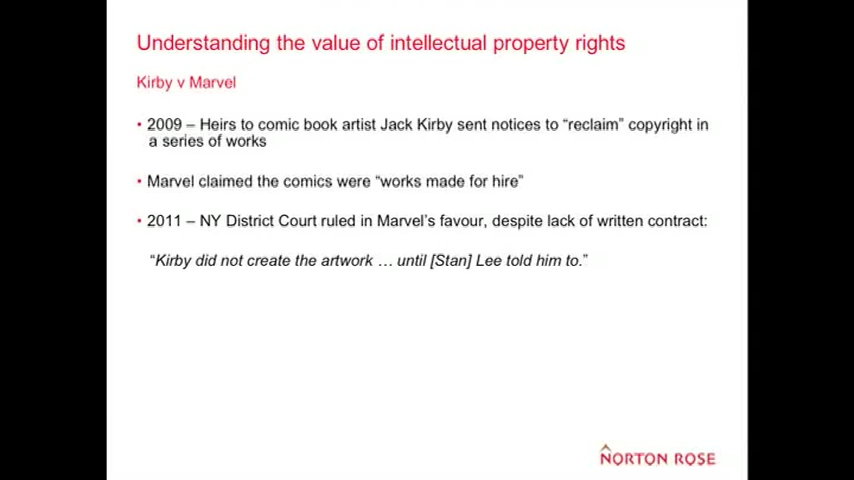 Understanding the value of intellectual property rights
Kirby v Marvel
• 2009 – Heirs to comic book artist Jack Kirby sent notices to “reclaim” copyright in
a series of works
• Marvel claimed the comics were “works made for hire”
• 2011 – NY District Court ruled in Marvel’s favour, despite lack of written contract:
“Kirby did not create the artwork … until [Stan] Lee told him to.”
NORTON ROSE